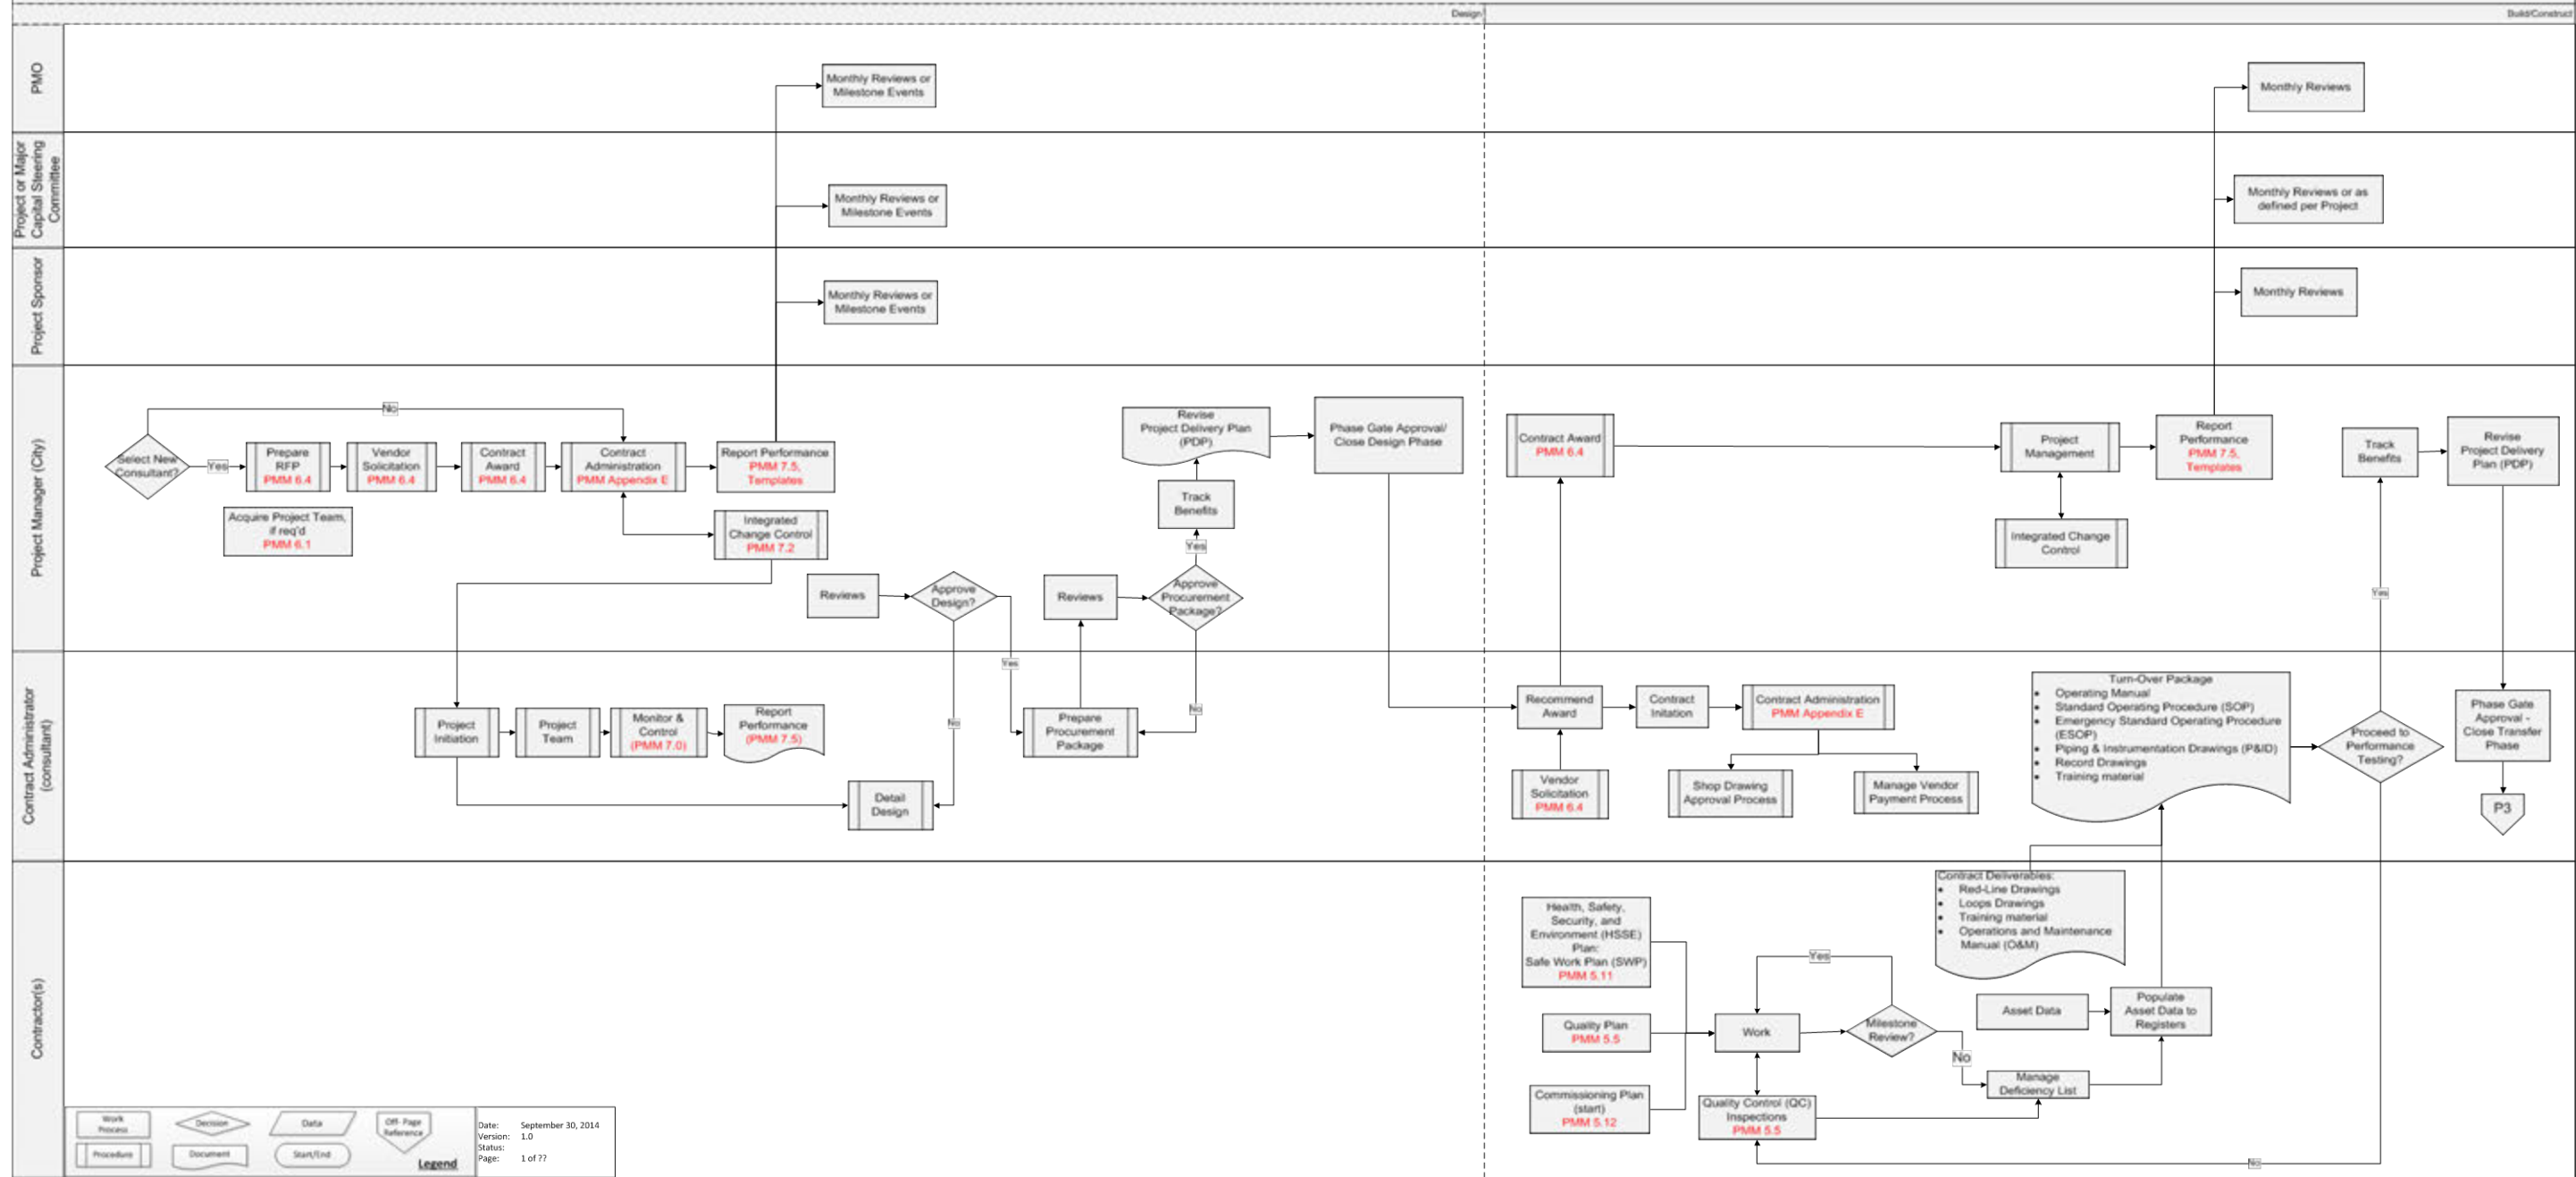 Design
Build/Construct
PMO
Monthly Reviews or
Milestone Events
Monthly Reviews
Project or Major
Capital Steering
Committee
Monthly Reviews or
Milestone Events
Monthly Reviews or as
defined per Project
Project Sponsor
Monthly Reviews or
Milestone Events
Monthly Reviews
Project Manager (City)
Select New
Consultant?
No
Yes
Prepare
RFP
PMM 6.4
Vendor
Solicitation
PMM 6.4
Contract
Award
PMM 6.4
Contract
Administration
PMM Appendix E
Report Performance
PMM 7.5,
Templates
Acquire Project Team,
if req'd
PMM 6.1
Integrated
Change Control
PMM 7.2
Reviews
Approve
Design?
Reviews
Approve
Procurement
Package?
Yes
Track
Benefits
Revise
Project Delivery Plan
(PDP)
Phase Gate Approval/
Close Design Phase
Contract Award
PMM 6.4
Project
Management
Integrated Change
Control
Report
Performance
PMM 7.5,
Templates
Track
Benefits
Revise
Project Delivery
Plan (PDP)
Yes
Contract Administrator
(consultant)
Project
Initiation
Project
Team
Monitor &
Control
(PMM 7.0)
Report
Performance
(PMM 7.5)
Detail
Design
No
Yes
Prepare
Procurement
Package
No
Recommend
Award
Contract
Initation
Contract Administration
PMM Appendix E
Vendor
Solicitation
PMM 6.4
Shop Drawing
Approval Process
Manage Vendor
Payment Process
Turn-Over Package
• Operating Manual
• Standard Operating Procedure (SOP)
• Emergency Standard Operating Procedure
(ESOP)
• Piping & Instrumentation Drawings (P&ID)
• Record Drawings
• Training material
Proceed to
Performance
Testing?
Phase Gate
Approval -
Close Transfer
Phase
P3
Contractor(s)
Health, Safety,
Security, and
Environment (HSSE)
Plan:
Safe Work Plan (SWP)
PMM 5.11
Quality Plan
PMM 5.5
Commissioning Plan
(start)
PMM 5.12
Yes
Work
Milestone
Review?
No
Quality Control (QC)
Inspections
PMM 5.5
Manage
Deficiency List
Contract Deliverables:
• Red-Line Drawings
• Loops Drawings
• Training material
• Operations and Maintenance
Manual (O&M)
Asset Data
Populate
Asset Data to
Registers
No
Work
Process
Decision
Data
Off- Page
Reference
Procedure
Document
Start/End
Legend
Date: September 30, 2014
Version: 1.0
Status:
Page: 1 of ??